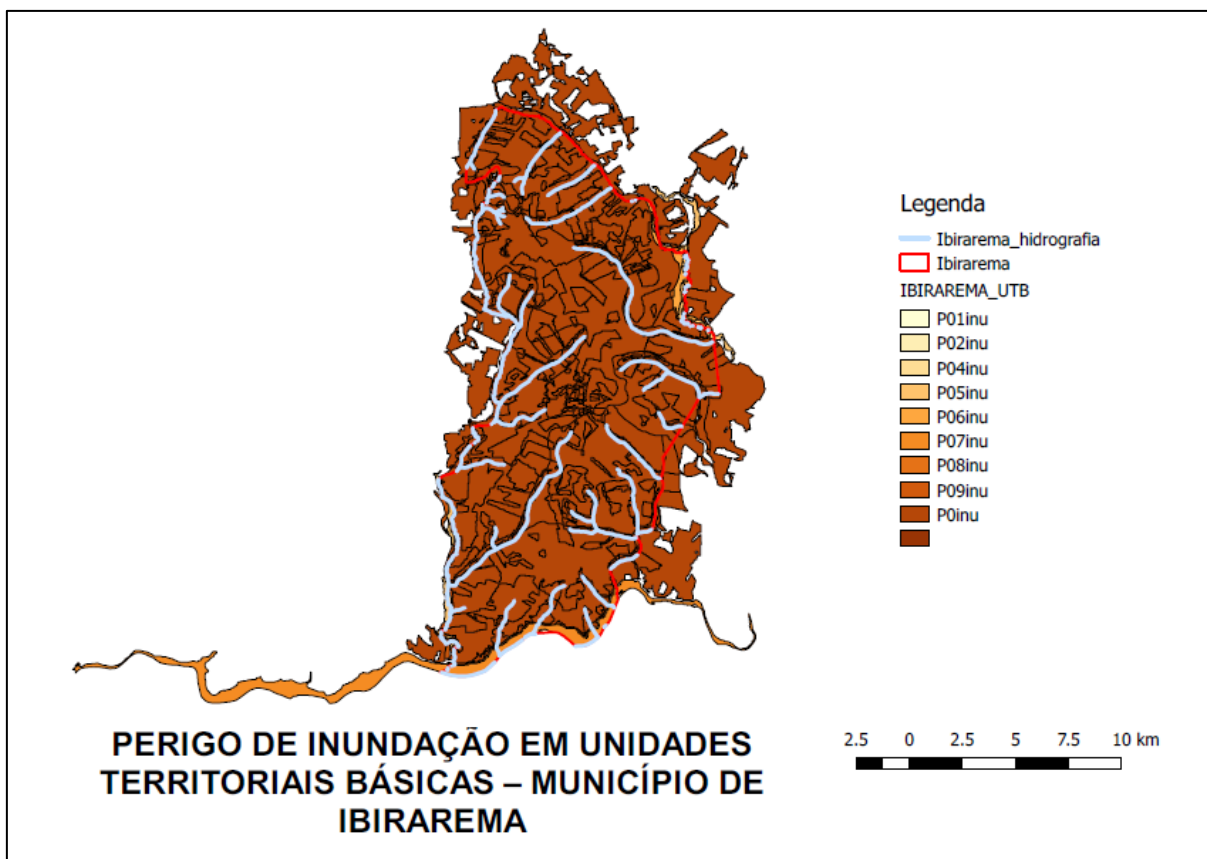 Legenda
Ibirarema_hidrografia
Ibirarema
IBIRAREMA_UTB
P01inu
P02inu
P04inu
P05inu
P06inu
P07inu
P08inu
P09inu
P0inu
PERIGO DE INUNDAÇÃO EM UNIDADES
TERRITORIAIS BÁSICAS – MUNICÍPIO DE
IBIRAREMA
2.5 0 2.5 5 7.5 10 km